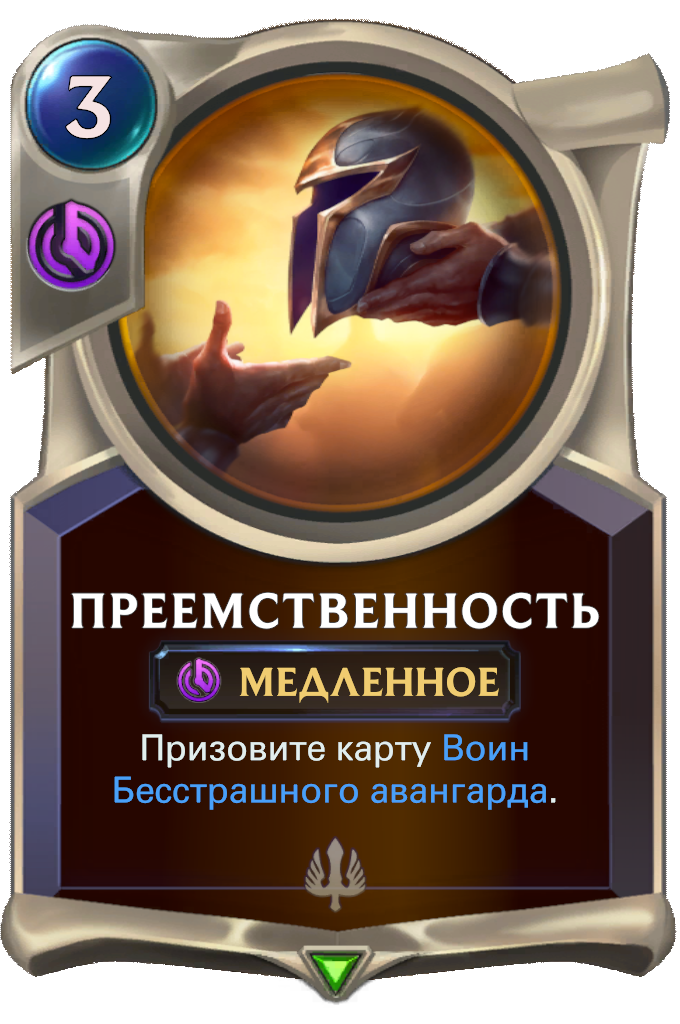 3
ПРЕЕМСТВЕННОСТЬ
МЕДЛЕННОЕ
Призовите карту Воин
Бесстрашного авангарда.